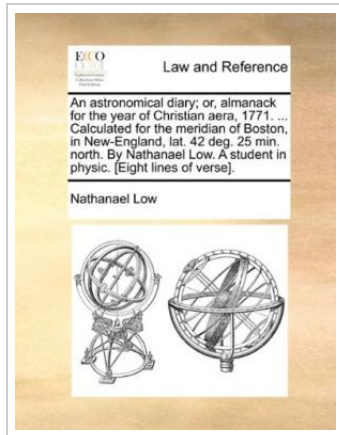 ECCO
Law and Reference
An astronomical diary; or, almanack
for the year of Christian aera, 1771. ...
Calculated for the meridian of Boston,
in New-England, lat. 42 deg. 25 min.
north. By Nathanael Low. A student in
physic. [Eight lines of verse].
Nathanael Low